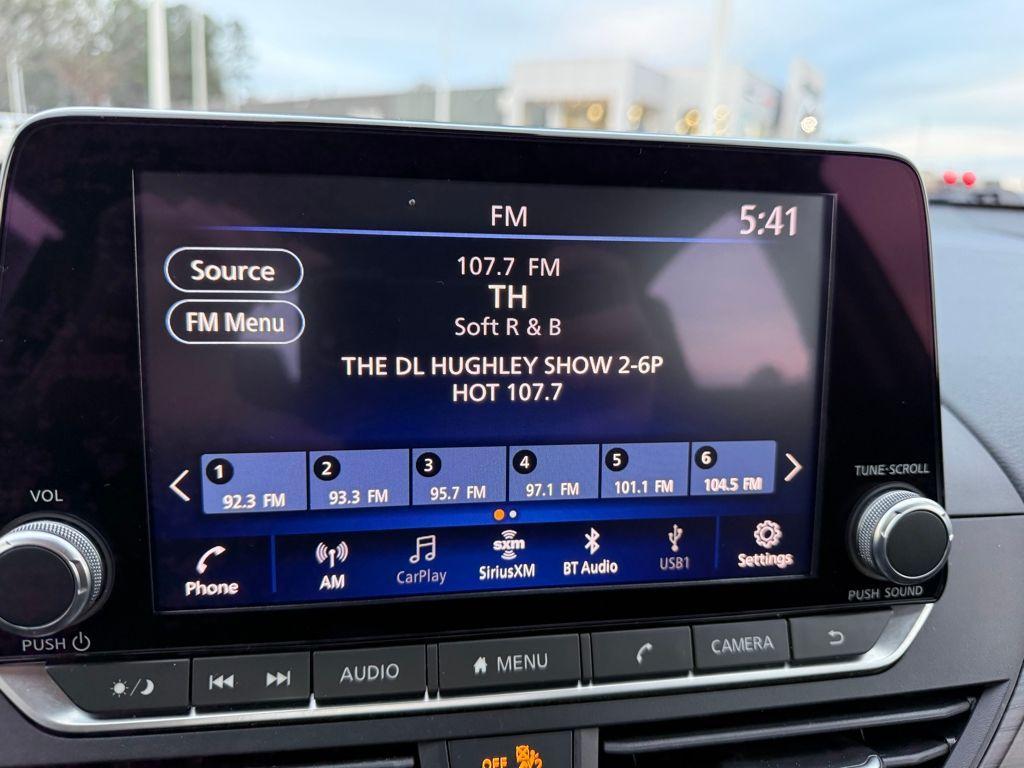 FM
5:41
Source
FM Menu
107.7 FM
TH
Soft R & B
THE DL HUGHLEY SHOW 2-6P
HOT 107.7
1 92.3 FM
2 93.3 FM
3 95.7 FM
4 97.1 FM
5 101.1 FM
6 104.5 FM
Phone
AM
CarPlay
sxm
SiriusXM
BT Audio
USB1
Settings
VOL
PUSH
TUNE·SCROLL
PUSH SOUND
AUDIO
MENU
CAMERA
OFF
2